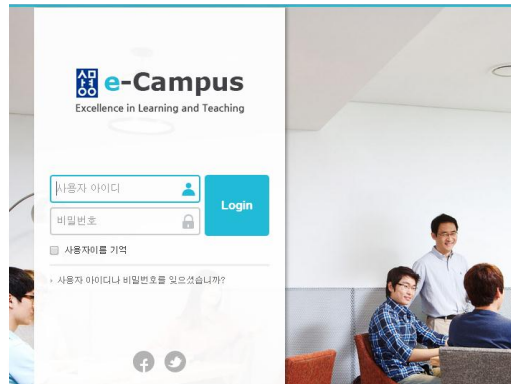 e-Campus
Excellence in Learning and Teaching
사용자 아이디
비밀번호
Login
사용자이름 기억
사용자 아이디나 비밀번호를 잊으셨습니까?